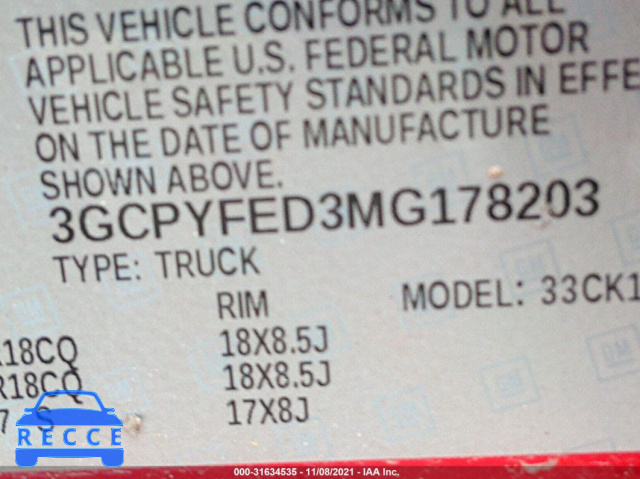 THIS VEHICLE CONFORMS TO ALL
APPLICABLE U.S. FEDERAL MOTOR
VEHICLE SAFETY STANDARDS IN EFFE
ON THE DATE OF MANUFACTURE
SHOWN ABOVE.
3GCPYFED3MG178203
TYPE: TRUCK
RIM MODEL: 33CK1
R18CQ 18X8.5J
R18CQ 18X8.5J
7 S 17X8J
RECCE
000-31634535 - 11/08/2021 - IAA Inc.